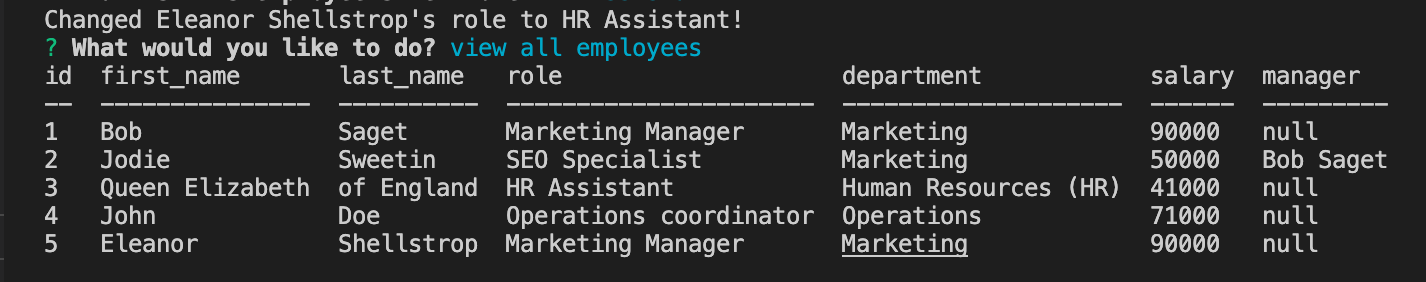 Changed Eleanor Shellstrop's role to HR Assistant!
? What would you like to do? view all employees
id  first_name       last_name   role                    department            salary  manager
--  ---------------  ----------  ----------------------  --------------------  ------  ---------
1   Bob              Saget       Marketing Manager       Marketing             90000   null
2   Jodie            Sweetin     SEO Specialist          Marketing             50000   Bob Saget
3   Queen Elizabeth  of England  HR Assistant            Human Resources (HR)  41000   null
4   John             Doe         Operations coordinator  Operations            71000   null
5   Eleanor          Shellstrop  Marketing Manager       Marketing             90000   null